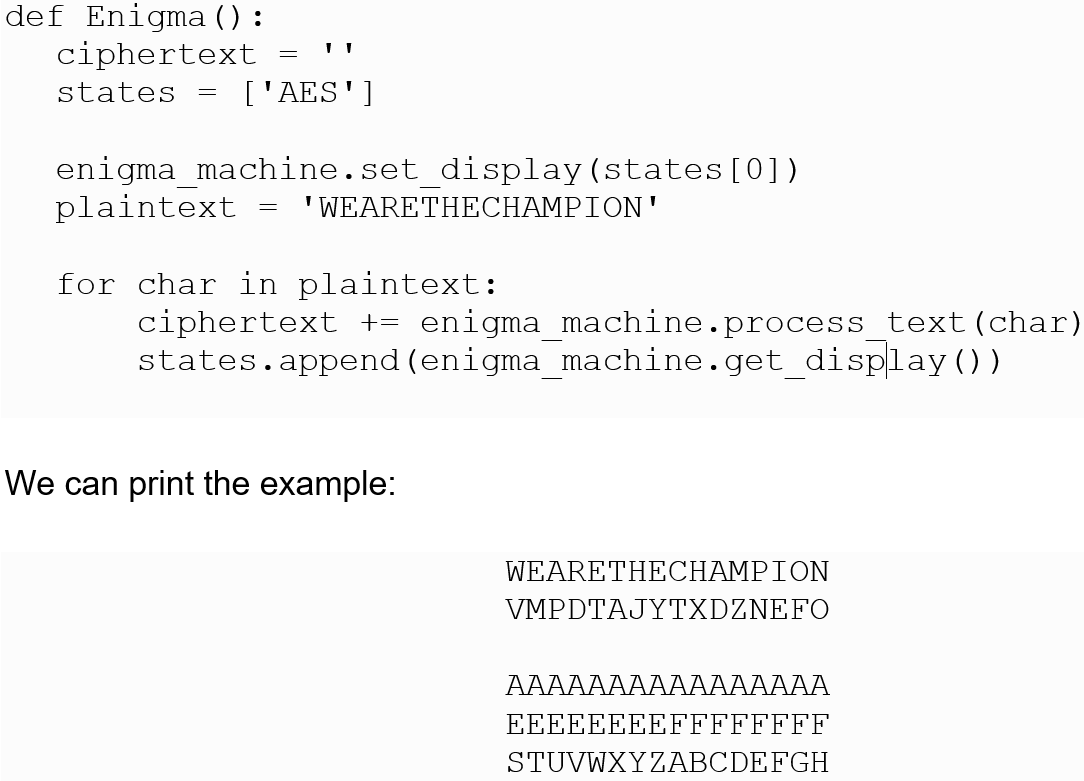 def Enigma():
ciphertext = ''
states = ['AES']
enigma_machine.set_display(states[0])
plaintext = 'WEARETHECHAMPION'
for char in plaintext:
ciphertext += enigma_machine.process_text(char)
states.append(enigma_machine.get_display())
We can print the example:
WEARETHECHAMPION
VMPDTAJYTXDZNEFO
AAAAAAAAAAAAAAAA
EEEEEEEEFFFFFFFF
STUVWXYZABCDEFGH